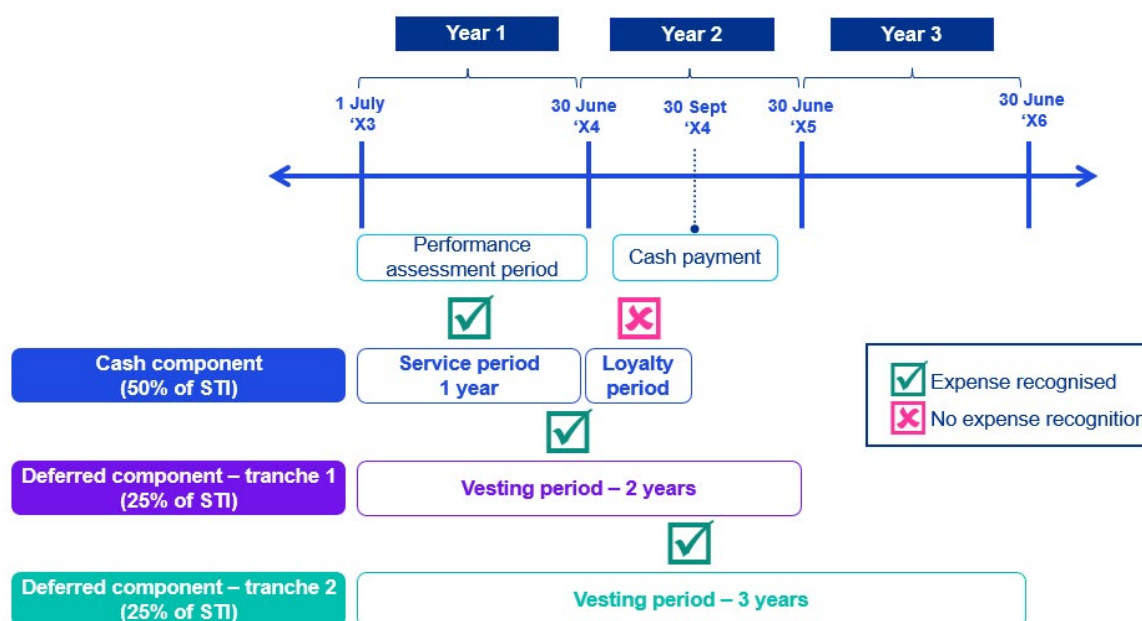 Year 1
Year 2
Year 3
1 July
'X3
30 June
'X4
30 Sept
'X4
30 June
'X5
30 June
'X6
Performance
assessment period
Cash payment
Cash component
(50% of STI)
Service period
1 year
Loyalty
period
Expense recognised
No expense recognition
Deferred component – tranche 1
(25% of STI)
Vesting period – 2 years
Deferred component – tranche 2
(25% of STI)
Vesting period – 3 years